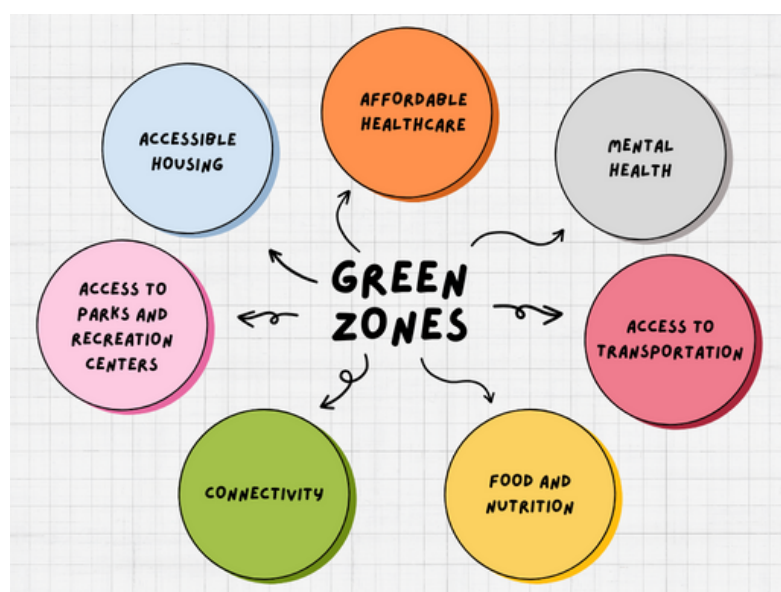 AFFORDABLE
HEALTHCARE
ACCESSIBLE
HOUSING
MENTAL
HEALTH
GREEN
ZONES
ACCESS TO
PARKS AND
RECREATION
CENTERS
ACCESS TO
TRANSPORTATION
CONNECTIVITY
FOOD AND
NUTRITION